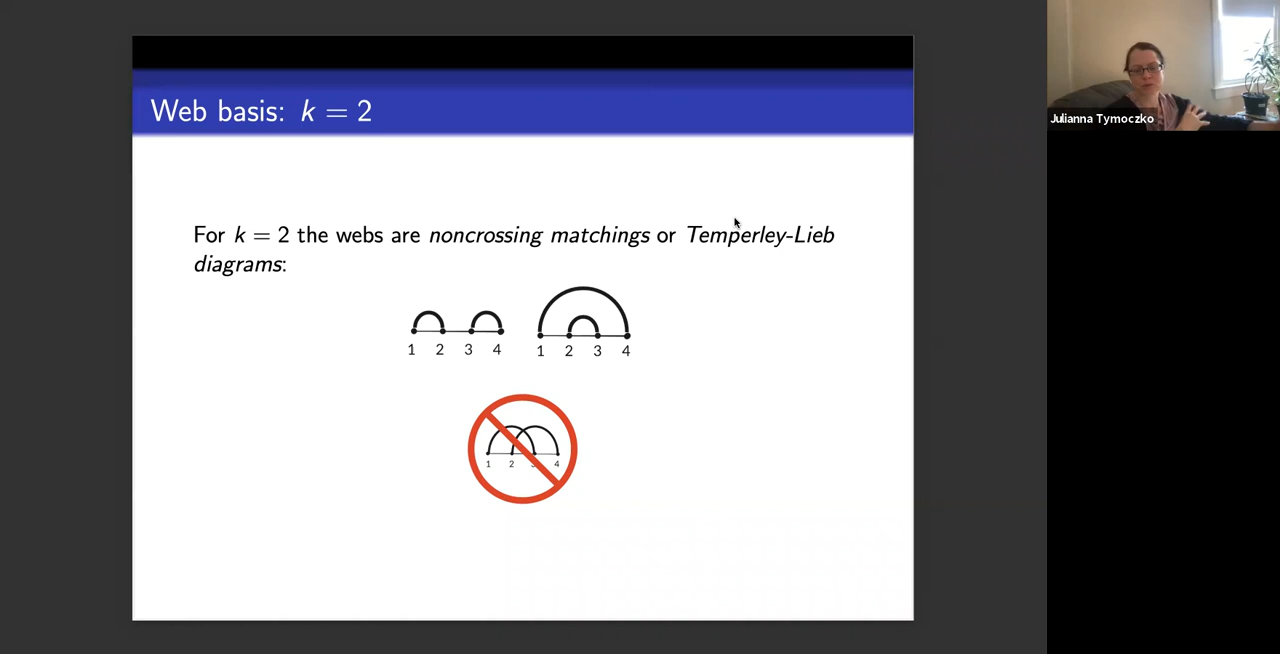 Web basis: k = 2
For k = 2 the webs are noncrossing matchings or Temperley-Lieb
diagrams:
1 2 3 4
1 2 3 4
1 2 4
Julianna Tymoczko